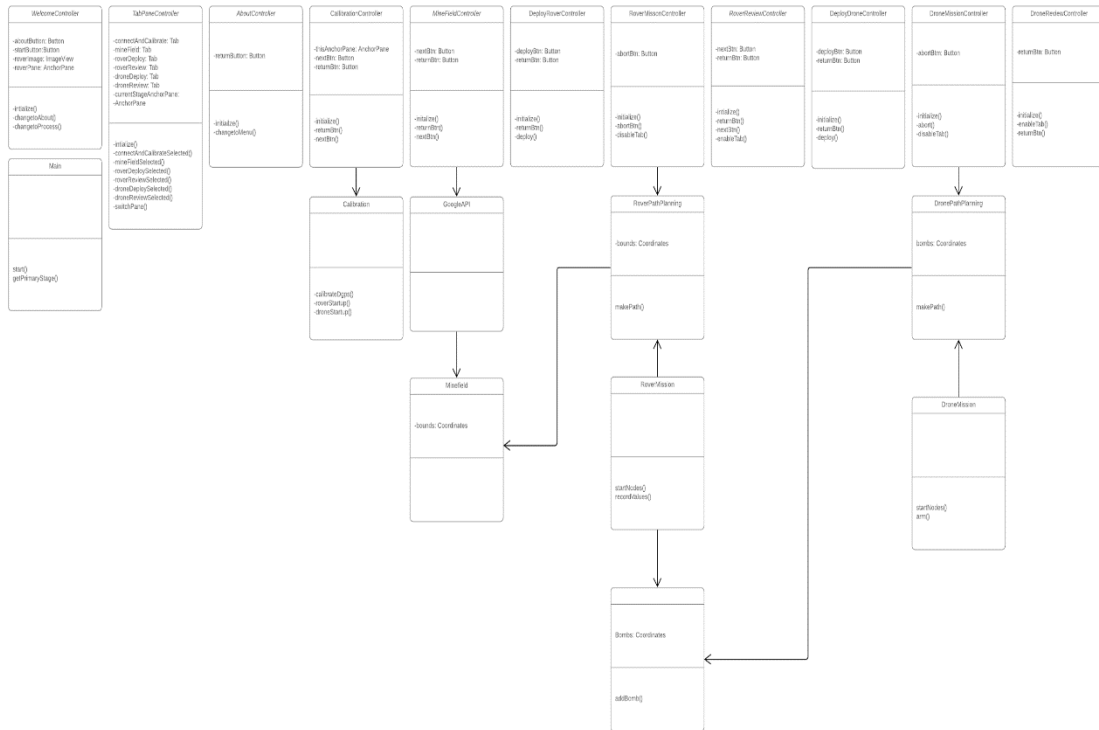 WelcomeController
-aboutButton: Button
-startButton:Button
-roverImage: ImageView
-roverPane: AnchorPane
-initialize()
-changetoAbout()
-changetoProcess()
TabPaneController
-connectAndCalibrate: Tab
-mineField: Tab
-roverDeploy: Tab
-roverReview: Tab
-droneDeploy: Tab
-droneReview: Tab
-currentStageAnchorPane:
-AnchorPane
-intialize()
-connectAndCalibrateSelected()
-mineFieldSelected()
-roverDeploySelected()
-roverReviewSelected()
-droneDeploySelected()
-droneReviewSelected()
-switchPane()
AboutController
-returnButton: Button
-initialize()
-changetoMenu()
CalibrationController
-thisAnchorPane: AnchorPane
-nextBtn: Button
-returnBtn: Button
-initialize()
-returnBtn()
-nextBtn()
MineFieldController
-nextBtn: Button
-returnBtn: Button
-initalize()
-returnBtn()
-nextBtn()
DeployRoverController
-deployBtn: Button
-returnBtn: Button
-initialize()
-returnBtn()
-deploy()
RoverMissonController
-abortBtn: Button
-initialize()
-abortBtn()
-disableTab()
RoverReviewController
-nextBtn: Button
-returnBtn: Button
-initialize()
-returnBtn()
-nextBtn()
-enableTab()
DeployDroneController
-deployBtn: Button
-returnBtn: Button
-initialize()
-returnBtn()
-deploy()
DroneMissionController
-abortBtn: Button
-initialize()
-abort()
-disableTab()
DroneReviewController
-returnBtn: Button
-initialize()
-enableTab()
-returnBtn()
Main
start()
getPrimaryStage()
Calibration
-calibrateDgps()
-roverStartup()
-droneStartup()
GoogleAPI
RoverPathPlanning
-bounds: Coordinates
makePath()
DronePathPlanning
bombs: Coordinates
makePath()
Minefield
-bounds: Coordinates
RoverMission
startNodes()
recordValues()
DroneMission
startNodes()
arm()
Bombs: Coordinates
addBomb()